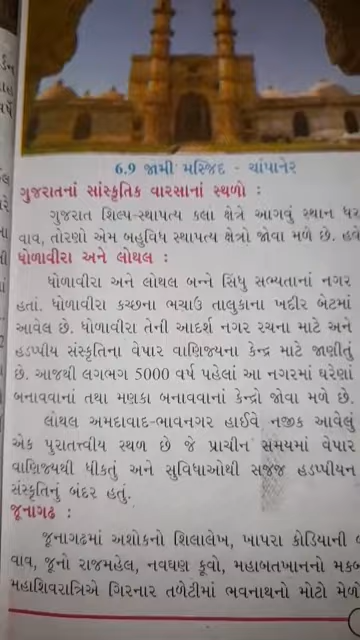 6.9 જામી મસ્જિદ - ચાંપાનેર
ગુજરાતનાં સાંસ્કૃતિક વારસાનાં સ્થળો :
ગુજરાત શિલ્પ-સ્થાપત્ય કલા ક્ષેત્રે આગવું સ્થાન ધર
વાવ, તોરણો એમ બહુવિધ સ્થાપત્ય ક્ષેત્રો જોવા મળે છે. હવે
ધોળાવીરા અને લોથલ :
ધોળાવીરા અને લોથલ બન્ને સિંધુ સભ્યતાનાં નગર
હતાં. ધોળાવીરા કચ્છના ભચાઉ તાલુકાના ખદીર બેટમાં
આવેલ છે. ધોળાવીરા તેની આદર્શ નગર રચના માટે અને
હડપ્પીય સંસ્કૃતિના વેપાર વાણિજ્યના કેન્દ્ર માટે જાણીતું
છે. આજથી લગભગ 5000 વર્ષ પહેલાં આ નગરમાં ઘરેણાં
બનાવવાનાં તથા મણકા બનાવવાનાં કેન્દ્રો જોવા મળે છે.
લોથલ અમદાવાદ-ભાવનગર હાઈવે નજીક આવેલું
એક પુરાતત્ત્વીય સ્થળ છે જે પ્રાચીન સમયમાં વેપાર
વાણિજ્યથી ધીકતું અને સુવિધાઓથી સજ્જ હડપ્પીયન
સંસ્કૃતિનું બંદર હતું.
જૂનાગઢ :
જૂનાગઢમાં અશોકનો શિલાલેખ, ખાપરા કોડિયાની
વાવ, જૂનો રાજમહેલ, નવઘણ કૂવો, મહાબતખાનનો મકબ
મહાશિવરાત્રિએ ગિરનાર તળેટીમાં ભવનાથનો મોટો મેળો